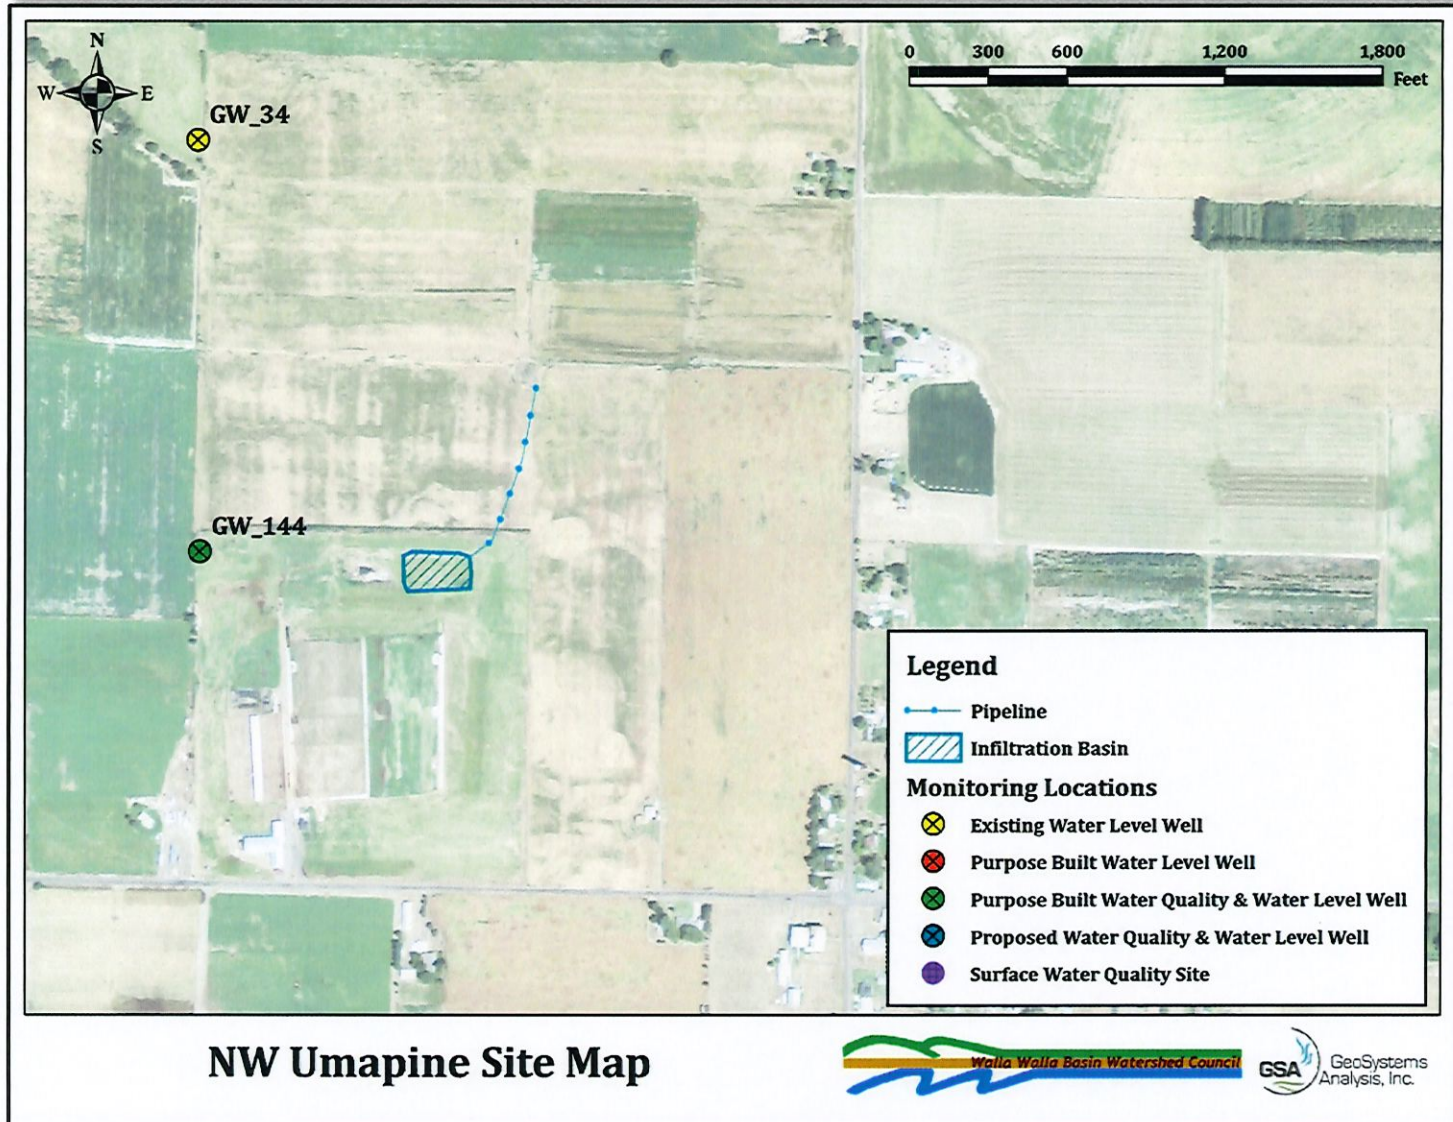 N
W E
S
0 300 600 1,200 1,800
Feet
GW_34
GW_144
Legend
Pipeline
Infiltration Basin
Monitoring Locations
Existing Water Level Well
Purpose Built Water Level Well
Purpose Built Water Quality & Water Level Well
Proposed Water Quality & Water Level Well
Surface Water Quality Site
NW Umapine Site Map
Walla Walla Basin Watershed Council
GSA
GeoSystems
Analysis, Inc.